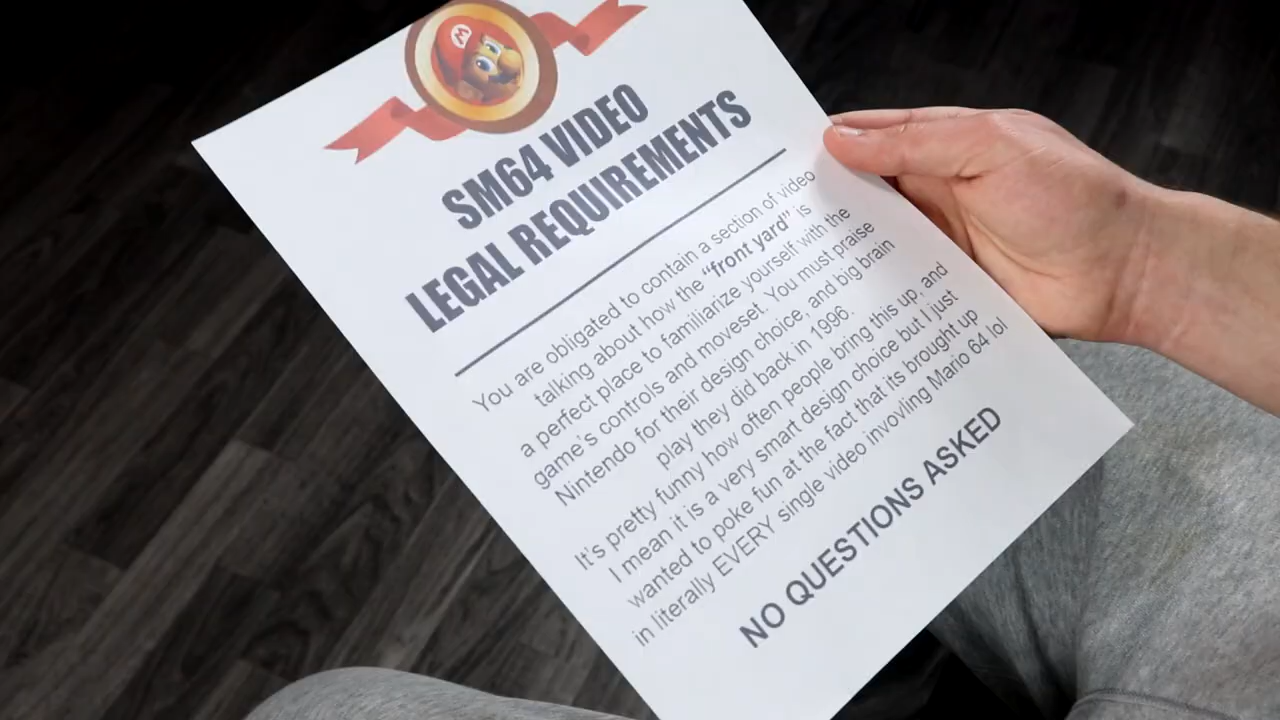 M
SM64 VIDEO
LEGAL REQUIREMENTS
You are obligated to contain a section of video
talking about how the "front yard" is
a perfect place to familiarize yourself with the
game's controls and moveset. You must praise
Nintendo for their design choice, and big brain
play they did back in 1996.
It's pretty funny how often people bring this up, and
I mean it is a very smart design choice but I just
wanted to poke fun at the fact that its brought up
in literally EVERY single video invovling Mario 64 lol
NO QUESTIONS ASKED